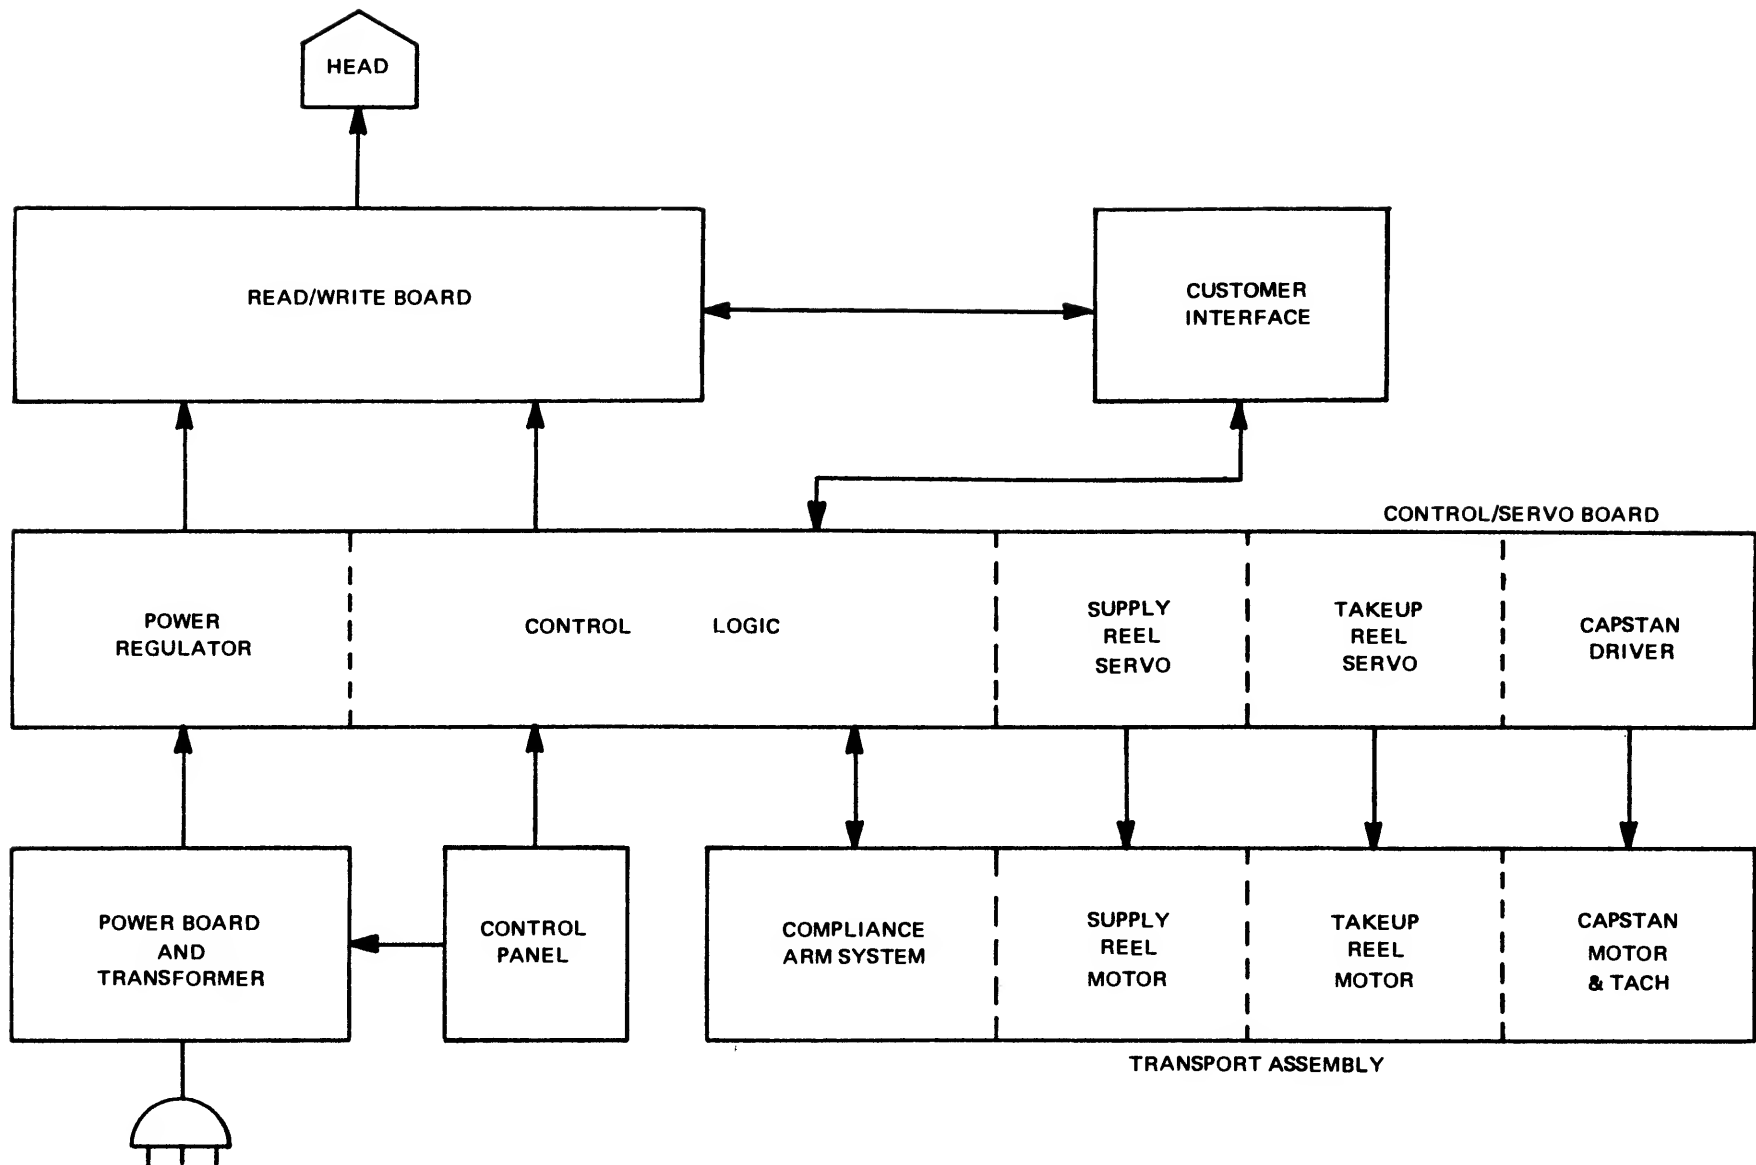 HEAD
READ/WRITE BOARD
CUSTOMER
INTERFACE
CONTROL/SERVO BOARD
POWER
REGULATOR
CONTROL LOGIC
SUPPLY
REEL
SERVO
TAKEUP
REEL
SERVO
CAPSTAN
DRIVER
POWER BOARD
AND
TRANSFORMER
CONTROL
PANEL
COMPLIANCE
ARM SYSTEM
SUPPLY
REEL
MOTOR
TAKEUP
REEL
MOTOR
CAPSTAN
MOTOR
& TACH
TRANSPORT ASSEMBLY